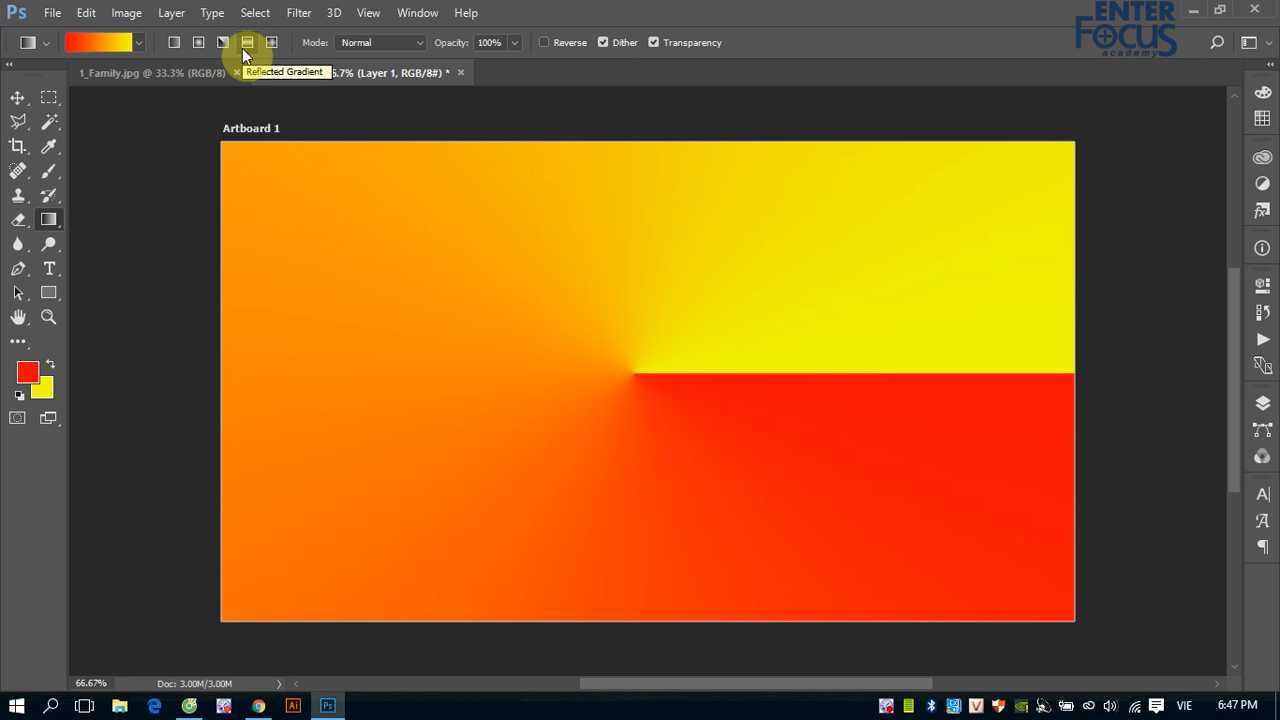 Ps File Edit Image Layer Type Select Filter 3D View Window Help
ENTER
FOCUS
academy
Mode: Normal Opacity: 100% Reverse Dither Transparency
Reflected Gradient
1_Family.jpg @ 33.3% (RGB/8) × 5.7% (Layer 1, RGB/8#) * ×
Artboard 1
66.67% Doc: 3.00M/3.00M
Ai Ps VIE 6:47 PM